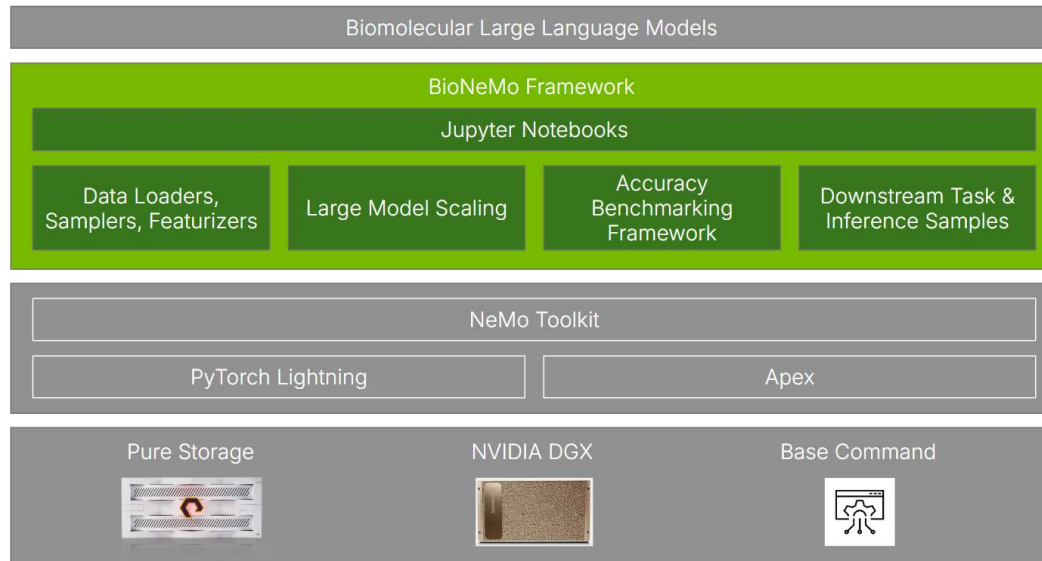 Biomolecular Large Language Models
BioNeMo Framework
Jupyter Notebooks
Data Loaders,
Samplers, Featurizers
Large Model Scaling
Accuracy
Benchmarking
Framework
Downstream Task &
Inference Samples
NeMo Toolkit
PyTorch Lightning
Apex
Pure Storage
NVIDIA DGX
Base Command